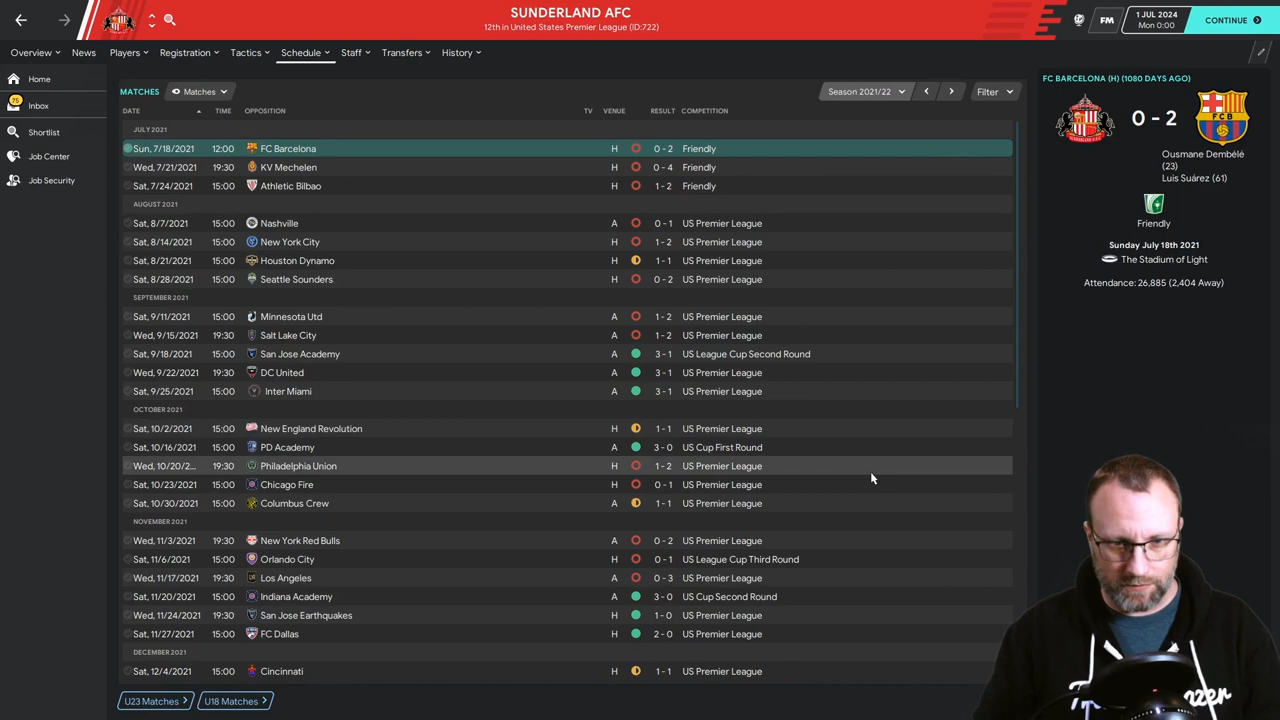 SUNDERLAND AFC
12th in United States Premier League (ID:722)
FM
1 JUL 2024
Mon 0:00
CONTINUE
Overview
News
Players
Registration
Tactics
Schedule
Staff
Transfers
History
Home
75
Inbox
Shortlist
Job Center
Job Security
MATCHES
Matches
Season 2021/22
Filter
DATE TIME OPPOSITION TV VENUE RESULT COMPETITION
JULY 2021
Sun, 7/18/2021 12:00 FC Barcelona H 0 - 2 Friendly
Wed, 7/21/2021 19:30 KV Mechelen H 0 - 4 Friendly
Sat, 7/24/2021 15:00 Athletic Bilbao H 1 - 2 Friendly
AUGUST 2021
Sat, 8/7/2021 15:00 Nashville A 0 - 1 US Premier League
Sat, 8/14/2021 15:00 New York City H 1 - 2 US Premier League
Sat, 8/21/2021 15:00 Houston Dynamo H 1 - 1 US Premier League
Sat, 8/28/2021 15:00 Seattle Sounders H 0 - 2 US Premier League
SEPTEMBER 2021
Sat, 9/11/2021 15:00 Minnesota Utd A 1 - 2 US Premier League
Wed, 9/15/2021 19:30 Salt Lake City A 1 - 2 US Premier League
Sat, 9/18/2021 15:00 San Jose Academy A 3 - 1 US League Cup Second Round
Wed, 9/22/2021 19:30 DC United A 3 - 1 US Premier League
Sat, 9/25/2021 15:00 Inter Miami A 3 - 1 US Premier League
OCTOBER 2021
Sat, 10/2/2021 15:00 New England Revolution H 1 - 1 US Premier League
Sat, 10/16/2021 15:00 PD Academy A 3 - 0 US Cup First Round
Wed, 10/20/2... 19:30 Philadelphia Union H 1 - 2 US Premier League
Sat, 10/23/2021 15:00 Chicago Fire H 0 - 1 US Premier League
Sat, 10/30/2021 15:00 Columbus Crew A 1 - 1 US Premier League
NOVEMBER 2021
Wed, 11/3/2021 19:30 New York Red Bulls A 0 - 2 US Premier League
Sat, 11/6/2021 15:00 Orlando City H 0 - 1 US League Cup Third Round
Wed, 11/17/2021 19:30 Los Angeles A 0 - 3 US Premier League
Sat, 11/20/2021 15:00 Indiana Academy A 3 - 0 US Cup Second Round
Wed, 11/24/2021 19:30 San Jose Earthquakes H 1 - 0 US Premier League
Sat, 11/27/2021 15:00 FC Dallas H 2 - 0 US Premier League
DECEMBER 2021
Sat, 12/4/2021 15:00 Cincinnati H 1 - 1 US Premier League
U23 Matches
U18 Matches
FC BARCELONA (H) (1080 DAYS AGO)
0 - 2
Ousmane Dembélé
(23)
Luis Suárez (61)
Friendly
Sunday July 18th 2021
The Stadium of Light
Attendance: 26,885 (2,404 Away)